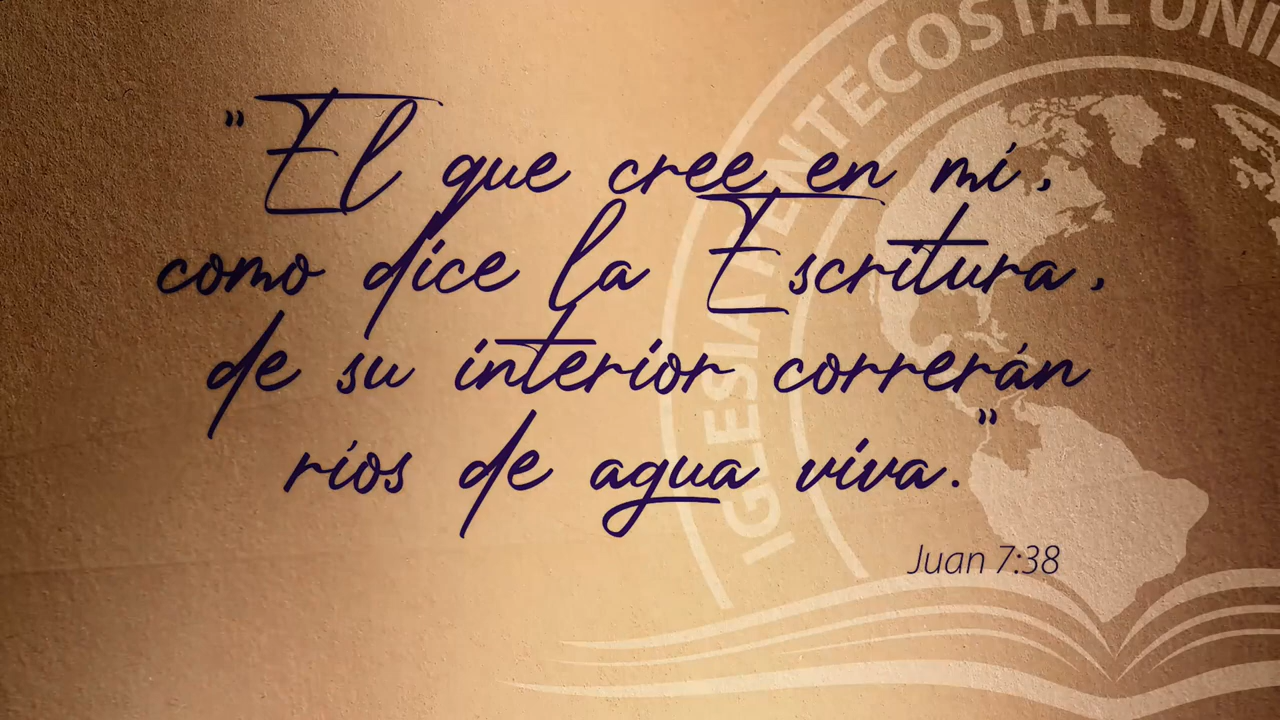 "El que cree en mí,
como dice la Escritura,
de su interior correrán
ríos de agua viva."
Juan 7:38
IGLESIA PENTECOSTAL